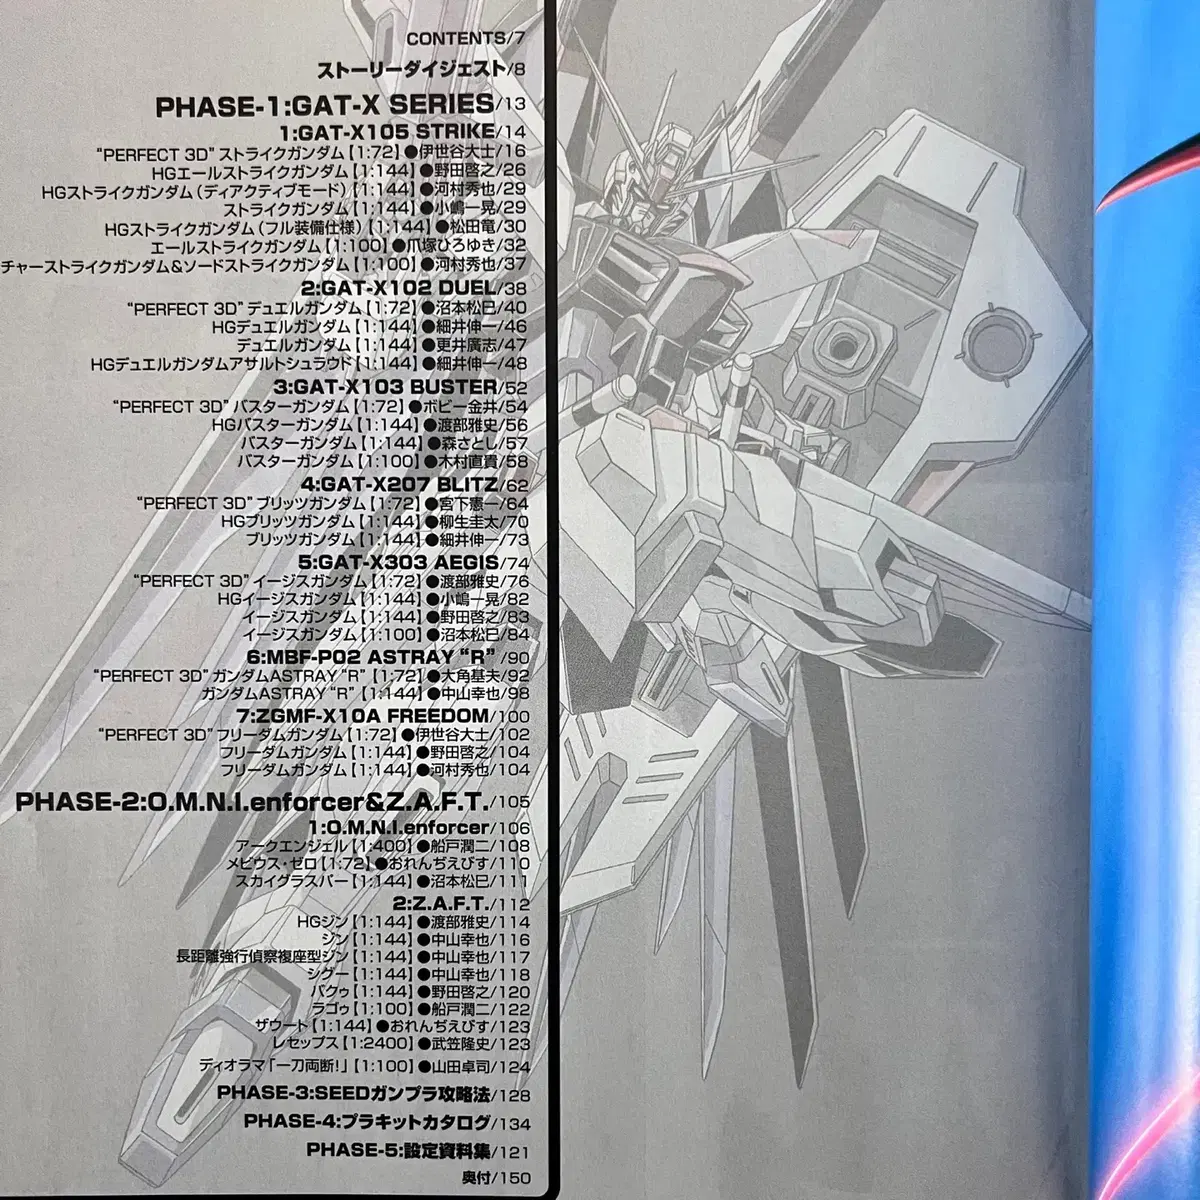 CONTENTS/7
ストーリーダイジェスト/8
PHASE-1:GAT-X SERIES/13
1:GAT-X105 STRIKE/14
"PERFECT 3D"ストライクガンダム【1:72】●伊世谷大士/16
HGエールストライクガンダム【1:144】●野田啓之/26
HGストライクガンダム(ディアクティブモード)【1:144】●河村秀也/29
ストライクガンダム【1:144】●小嶋一晃/29
HGストライクガンダム(フル装備仕様)【1:144】●松田竜/30
エールストライクガンダム【1:100】●爪塚ひろゆき/32
チャーストライクガンダム&ソードストライクガンダム【1:100】●河村秀也/37
2:GAT-X102 DUEL/38
"PERFECT 3D"デュエルガンダム【1:72】●沼本松巳/40
HGデュエルガンダム【1:144】●細井伸一/46
デュエルガンダム【1:144】●更井廣志/47
HGデュエルガンダムアサルトシュラウド【1:144】●細井伸一/48
3:GAT-X103 BUSTER/52
"PERFECT 3D"バスターガンダム【1:72】●ボビー金井/54
HGバスターガンダム【1:144】●渡部雅史/56
バスターガンダム【1:144】●森さとし/57
バスターガンダム【1:100】●木村直貴/58
4:GAT-X207 BLITZ/62
"PERFECT 3D"ブリッツガンダム【1:72】●宮下憲一/64
HGブリッツガンダム【1:144】●柳生圭太/70
ブリッツガンダム【1:144】●細井伸一/73
5:GAT-X303 AEGIS/74
"PERFECT 3D"イージスガンダム【1:72】●渡部雅史/76
HGイージスガンダム【1:144】●小嶋一晃/82
イージスガンダム【1:144】●野田啓之/83
イージスガンダム【1:100】●沼本松巳/84
6:MBF-P02 ASTRAY "R" /90
"PERFECT 3D"ガンダムASTRAY "R"【1:72】●大角基夫/92
ガンダムASTRAY "R"【1:144】●中山幸也/98
7:ZGMF-X10A FREEDOM/100
"PERFECT 3D"フリーダムガンダム【1:72】●伊世谷大士/102
フリーダムガンダム【1:144】●野田啓之/104
フリーダムガンダム【1:144】●河村秀也/104
PHASE-2:O.M.N.I.enforcer&Z.A.F.T./105
1:O.M.N.I.enforcer/106
アークエンジェル【1:400】●船戸潤二/108
メビウス・ゼロ【1:72】●おれんぢえびす/110
スカイグラスパー【1:144】●沼本松巳/111
2:Z.A.F.T./112
HGジン【1:144】●渡部雅史/114
ジン【1:144】●中山幸也/116
長距離強行偵察複座型ジン【1:144】●中山幸也/117
シグー【1:144】●中山幸也/118
バクゥ【1:144】●野田啓之/120
ラゴゥ【1:100】●船戸潤二/122
ザウート【1:144】●おれんぢえびす/123
レセップス【1:2400】●武笠隆史/123
ディオラマ「一刀両断!」【1:100】●山田卓司/124
PHASE-3:SEEDガンプラ攻略法/128
PHASE-4:プラキットカタログ/134
PHASE-5:設定資料集/121
奥付/150